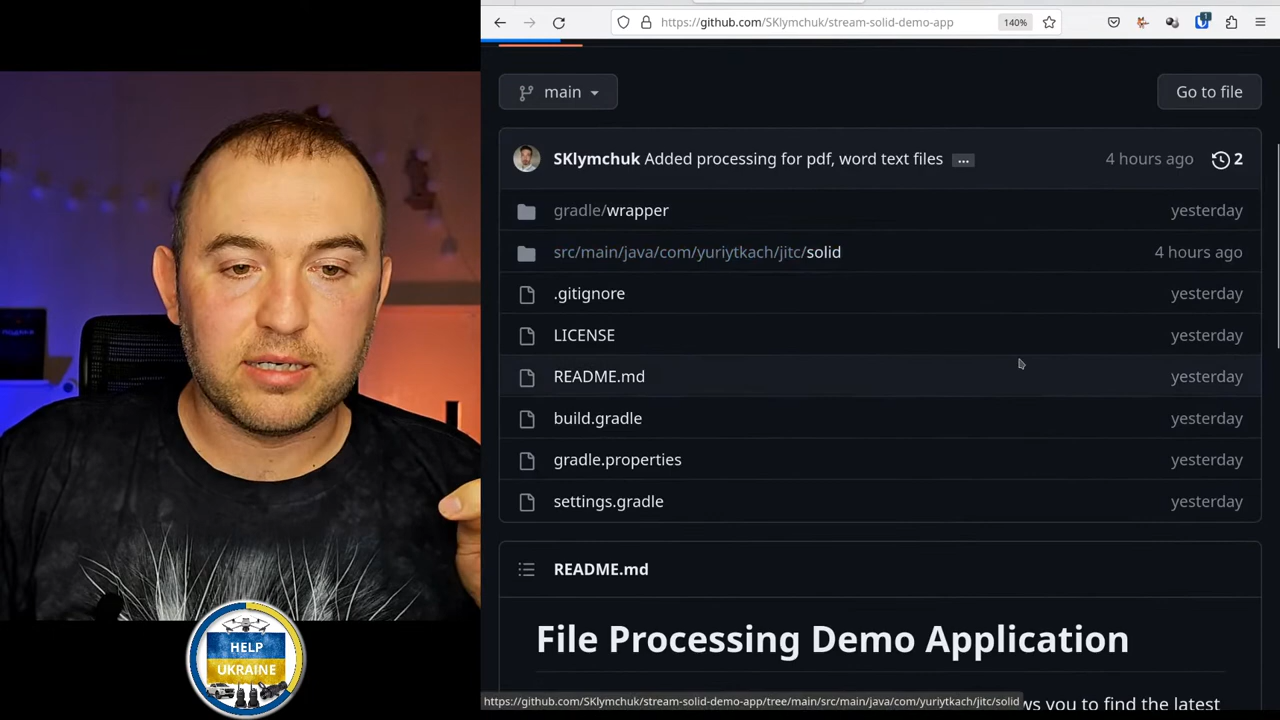 https://github.com/SKlymchuk/stream-solid-demo-app
140%
1
main
Go to file
SKlymchuk Added processing for pdf, word text files ...
4 hours ago
2
gradle/wrapper
yesterday
src/main/java/com/yuriytkach/jitc/solid
4 hours ago
.gitignore
yesterday
LICENSE
yesterday
README.md
yesterday
build.gradle
yesterday
gradle.properties
yesterday
settings.gradle
yesterday
README.md
File Processing Demo Application
ws you to find the latest
https://github.com/SKlymchuk/stream-solid-demo-app/tree/main/src/main/java/com/yuriytkach/jitc/solid
HELP
UKRAINE